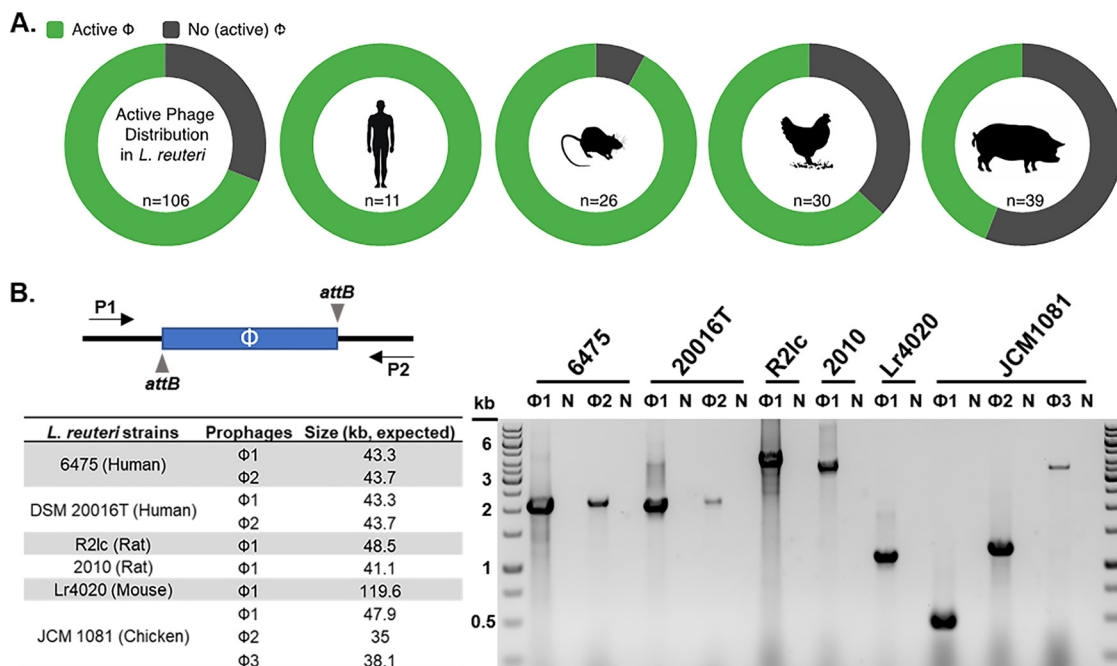 A.
Active Φ
No (active) Φ
Active Phage
Distribution
in L. reuteri
n=106
n=11
n=26
n=30
n=39
B.
P1
attB
Φ
attB
P2
L. reuteri strains Prophages Size (kb, expected)
6475 (Human) Φ1 43.3
Φ2 43.7
DSM 20016T (Human) Φ1 43.3
Φ2 43.7
R2lc (Rat) Φ1 48.5
2010 (Rat) Φ1 41.1
Lr4020 (Mouse) Φ1 119.6
JCM 1081 (Chicken) Φ1 47.9
Φ2 35
Φ3 38.1
6475 20016T R2lc 2010 Lr4020 JCM1081
kb Φ1 N Φ2 N Φ1 N Φ2 N Φ1 N Φ1 N Φ1 N Φ1 N Φ2 N Φ3 N
6
3
2
1
0.5